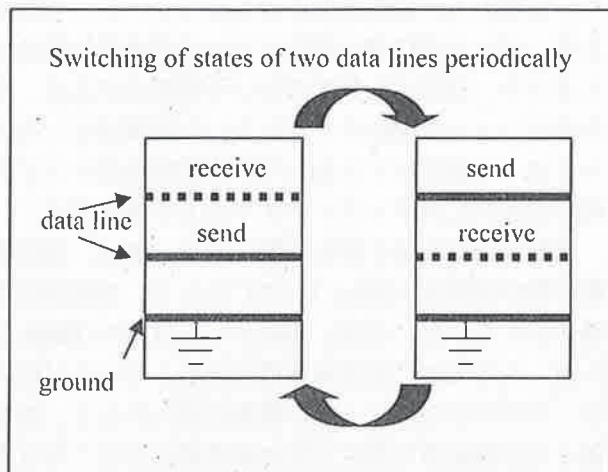 Switching of states of two data lines periodically
receive
send
data line
send
receive
ground